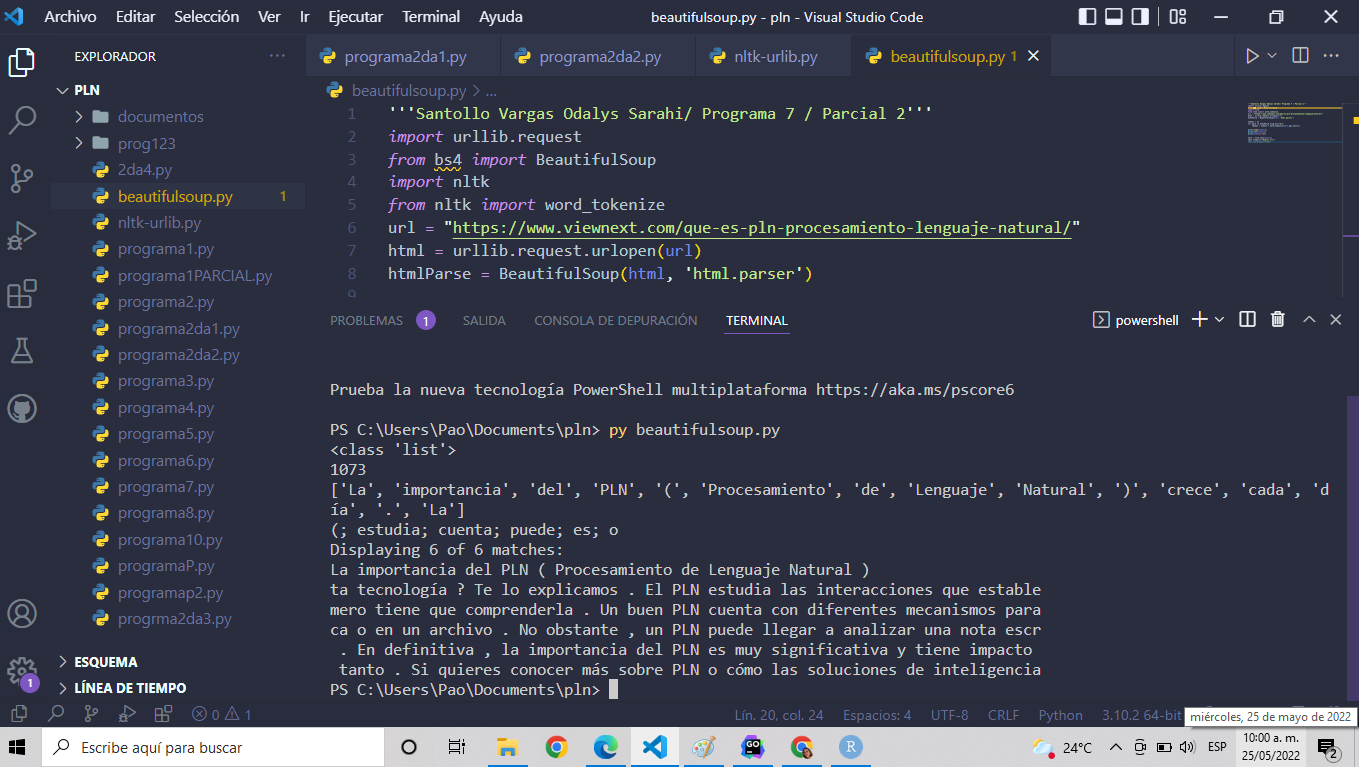 Archivo Editar Selección Ver Ir Ejecutar Terminal Ayuda beautifulsoup.py - pln - Visual Studio Code
EXPLORADOR
PLN
documentos
prog123
2da4.py
beautifulsoup.py 1
nltk-urlib.py
programa1.py
programa1PARCIAL.py
programa2.py
programa2da1.py
programa2da2.py
programa3.py
programa4.py
programa5.py
programa6.py
programa7.py
programa8.py
programa10.py
programaP.py
programap2.py
progrma2da3.py
ESQUEMA
LÍNEA DE TIEMPO
programa2da1.py programa2da2.py nltk-urlib.py beautifulsoup.py 1
beautifulsoup.py > ...
1 '''Santollo Vargas Odalys Sarahi/ Programa 7 / Parcial 2'''
2 import urllib.request
3 from bs4 import BeautifulSoup
4 import nltk
5 from nltk import word_tokenize
6 url = "https://www.viewnext.com/que-es-pln-procesamiento-lenguaje-natural/"
7 html = urllib.request.urlopen(url)
8 htmlParse = BeautifulSoup(html, 'html.parser')
9
PROBLEMAS 1 SALIDA CONSOLA DE DEPURACIÓN TERMINAL powershell
Prueba la nueva tecnología PowerShell multiplataforma https://aka.ms/pscore6
PS C:\Users\Pao\Documents\pln> py beautifulsoup.py
<class 'list'>
1073
['La', 'importancia', 'del', 'PLN', '(', 'Procesamiento', 'de', 'Lenguaje', 'Natural', ')', 'crece', 'cada', 'd
ía', '.', 'La']
(; estudia; cuenta; puede; es; o
Displaying 6 of 6 matches:
La importancia del PLN ( Procesamiento de Lenguaje Natural )
ta tecnología ? Te lo explicamos . El PLN estudia las interacciones que estable
mero tiene que comprenderla . Un buen PLN cuenta con diferentes mecanismos para
ca o en un archivo . No obstante , un PLN puede llegar a analizar una nota escr
. En definitiva , la importancia del PLN es muy significativa y tiene impacto
tanto . Si quieres conocer más sobre PLN o cómo las soluciones de inteligencia
PS C:\Users\Pao\Documents\pln>
1
0 1 Lín. 20, col. 24 Espacios: 4 UTF-8 CRLF Python 3.10.2 64-bit
miércoles, 25 de mayo de 2022
Escribe aquí para buscar GO R 24°C ESP 10:00 a. m.
25/05/2022
2